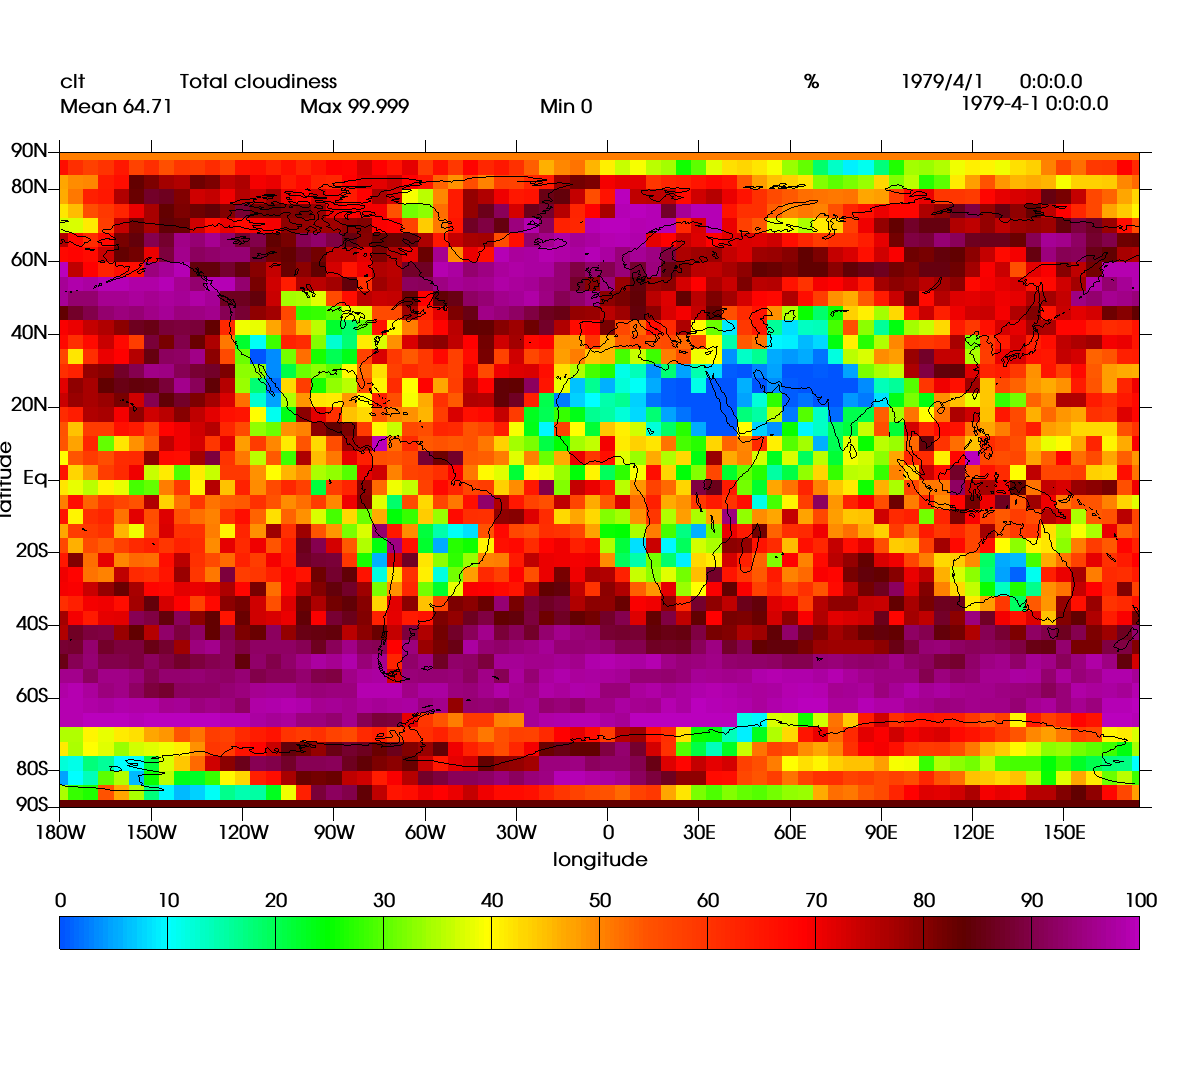 clt Total cloudiness % 1979/4/1 0:0:0.0
Mean 64.71 Max 99.999 Min 0 1979-4-1 0:0:0.0
90N
80N
60N
40N
20N
Eq
20S
40S
60S
80S
90S
latitude
180W 150W 120W 90W 60W 30W 0 30E 60E 90E 120E 150E
longitude
0 10 20 30 40 50 60 70 80 90 100